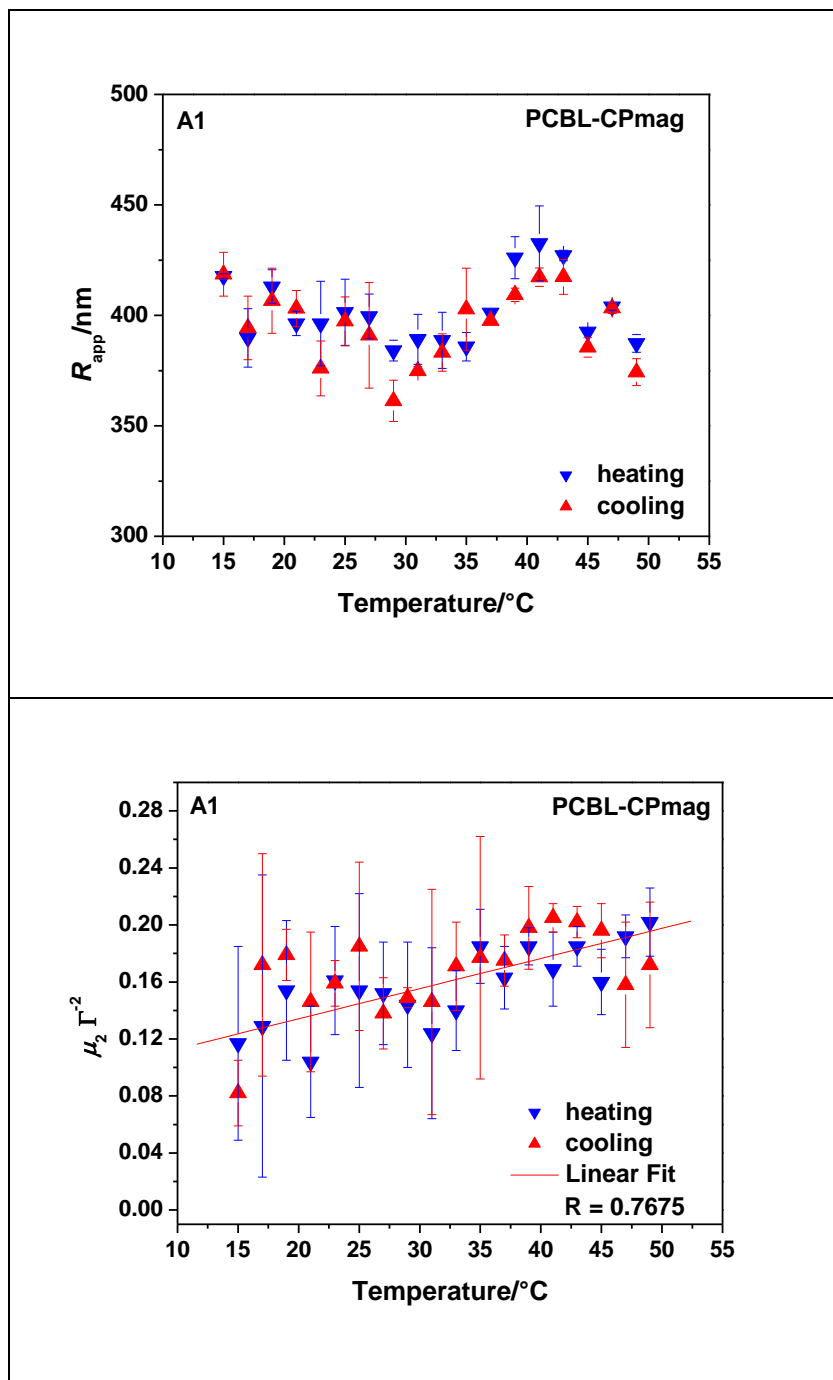 A1 PCBL-CPmag
500
450
400
350
300
R_app/nm
heating
cooling
10 15 20 25 30 35 40 45 50 55
Temperature/°C
A1 PCBL-CPmag
0.28
0.24
0.20
0.16
0.12
0.08
0.04
0.00
μ₂ Γ⁻²
heating
cooling
Linear Fit
R = 0.7675
10 15 20 25 30 35 40 45 50 55
Temperature/°C